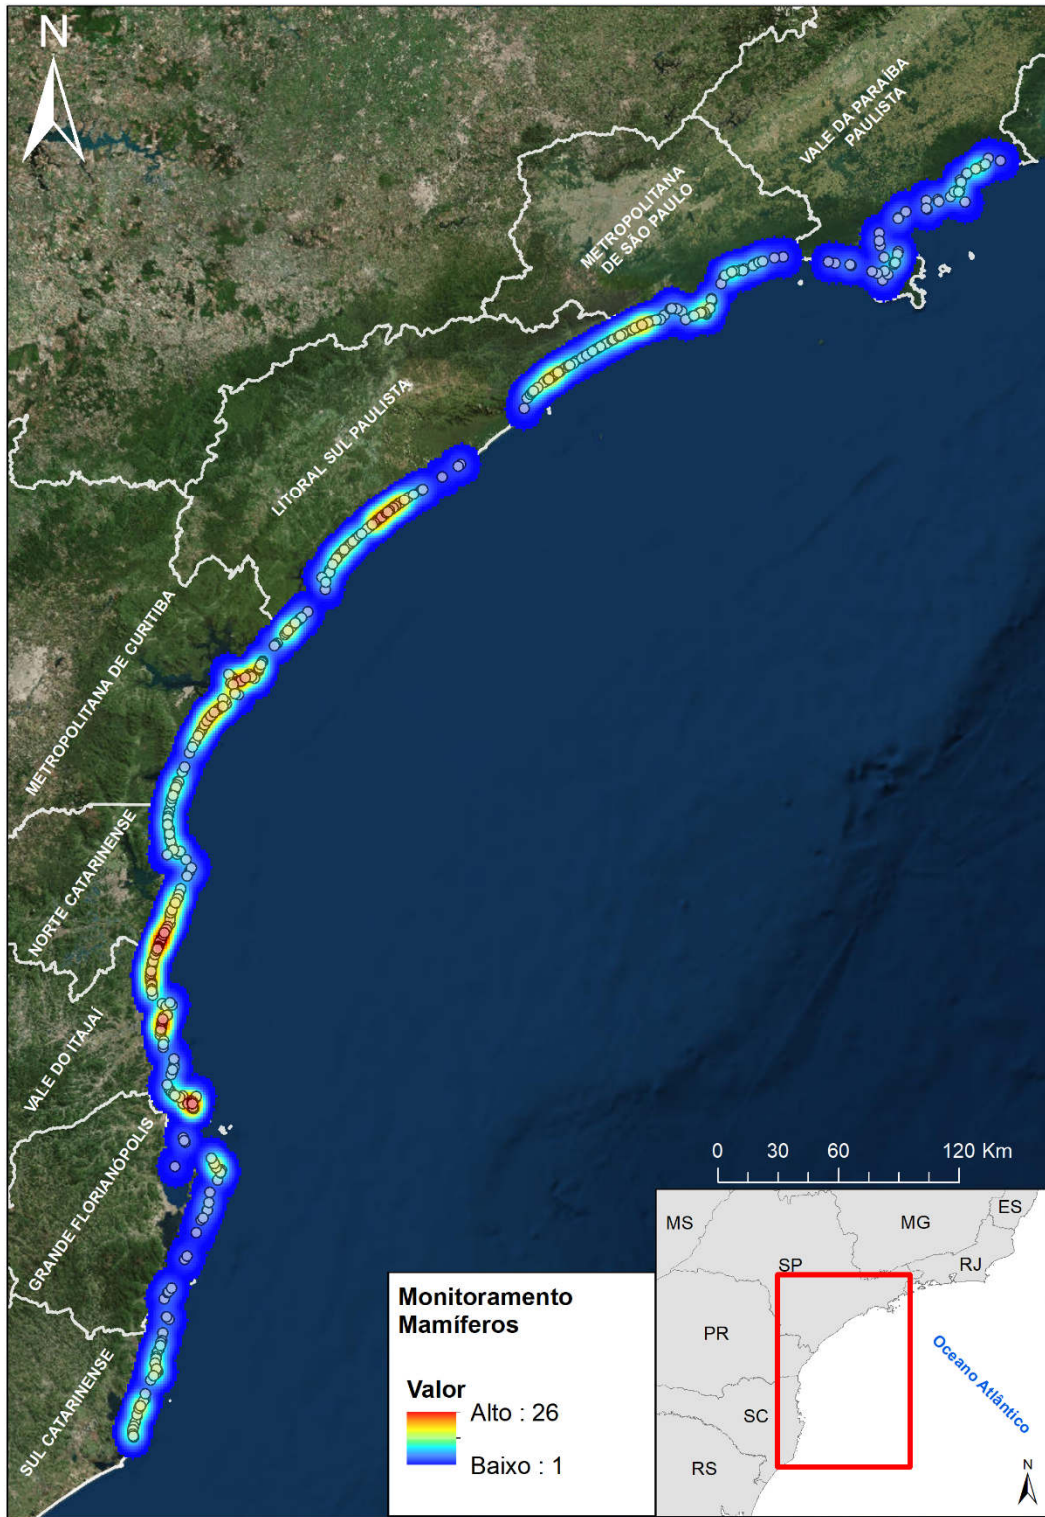 N
VALE DA PARAÍBA
PAULISTA
METROPOLITANA
DE SÃO PAULO
LITORAL SUL PAULISTA
METROPOLITANA DE CURITIBA
NORTE CATARINENSE
VALE DO ITAJAÍ
GRANDE FLORIANÓPOLIS
SUL CATARINENSE
0 30 60 120 Km
Monitoramento
Mamíferos
Valor
Alto : 26
Baixo : 1
MS
MG
ES
SP
RJ
PR
SC
RS
Oceano Atlântico
N